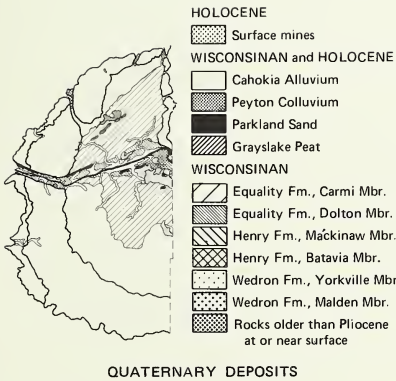 HOLOCENE
Surface mines
WISCONSINAN and HOLOCENE
Cahokia Alluvium
Peyton Colluvium
Parkland Sand
Grayslake Peat
WISCONSINAN
Equality Fm., Carmi Mbr.
Equality Fm., Dolton Mbr.
Henry Fm., Mackinaw Mbr.
Henry Fm., Batavia Mbr.
Wedron Fm., Yorkville Mbr
Wedron Fm., Malden Mbr.
Rocks older than Pliocene
at or near surface
QUATERNARY DEPOSITS